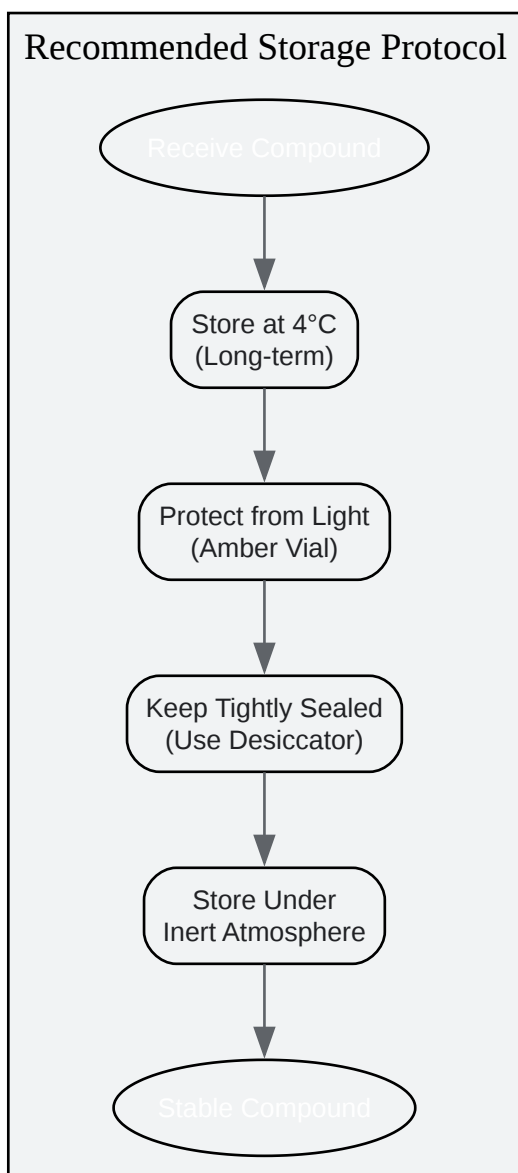 Recommended Storage Protocol
Receive Compound
Store at 4°C
(Long-term)
Protect from Light
(Amber Vial)
Keep Tightly Sealed
(Use Desiccator)
Store Under
Inert Atmosphere
Stable Compound